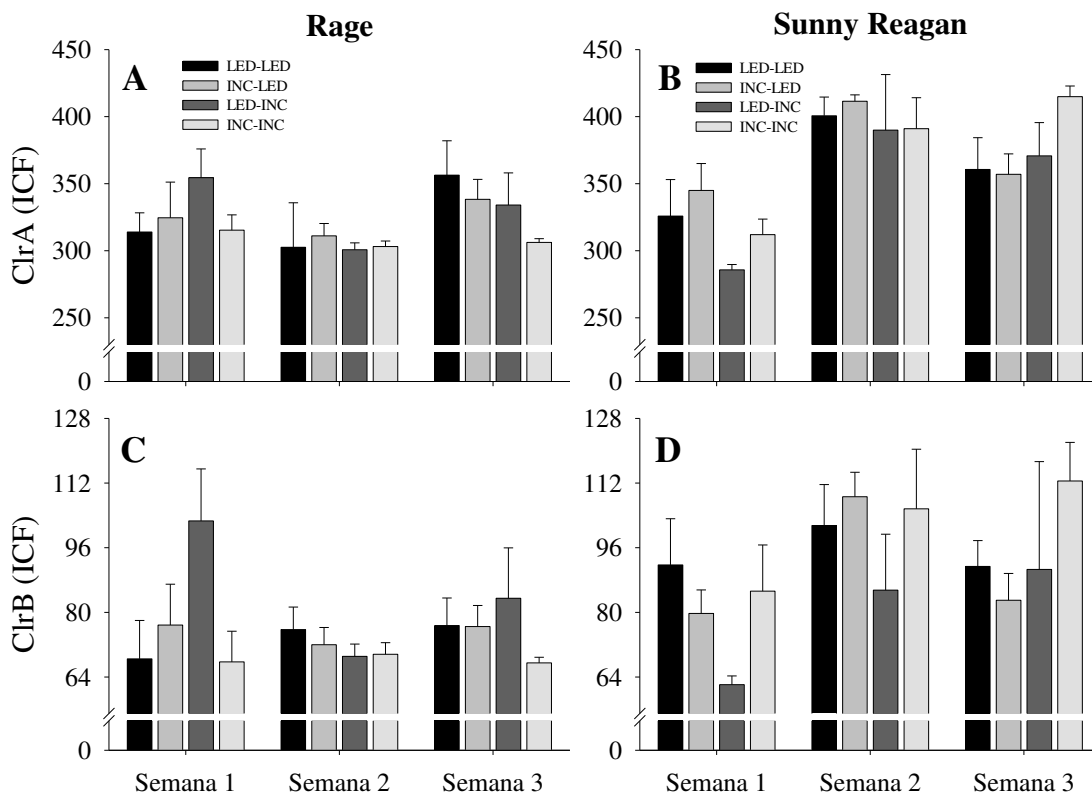 Rage
Sunny Reagan
A
LED-LED
INC-LED
LED-INC
INC-INC
ClrA (ICF)
450
400
350
300
250
0
B
LED-LED
INC-LED
LED-INC
INC-INC
450
400
350
300
250
0
C
ClrB (ICF)
128
112
96
80
64
0
Semana 1
Semana 2
Semana 3
D
128
112
96
80
64
0
Semana 1
Semana 2
Semana 3